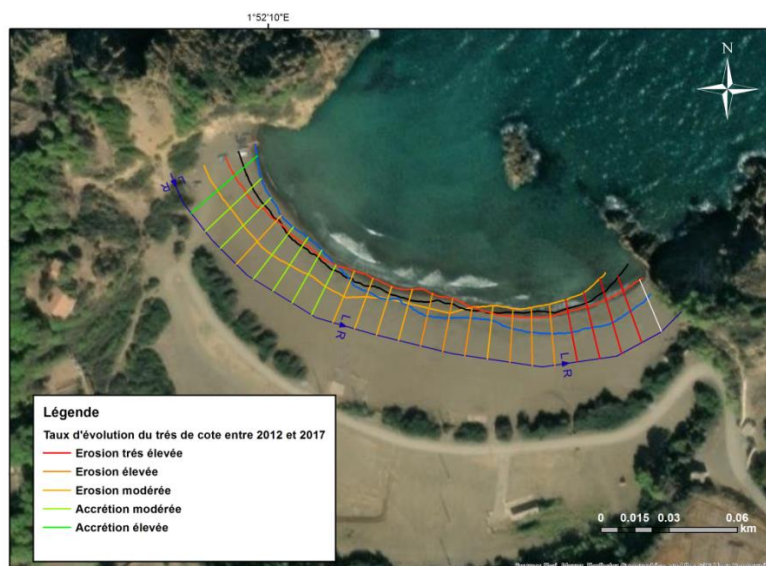 1°52'10"E
N
L
R
L
R
L
R
Légende
Taux d'évolution du trés de cote entre 2012 et 2017
Erosion trés élevée
Erosion élevée
Erosion modérée
Accrétion modérée
Accrétion élevée
0 0.015 0.03 0.06
km